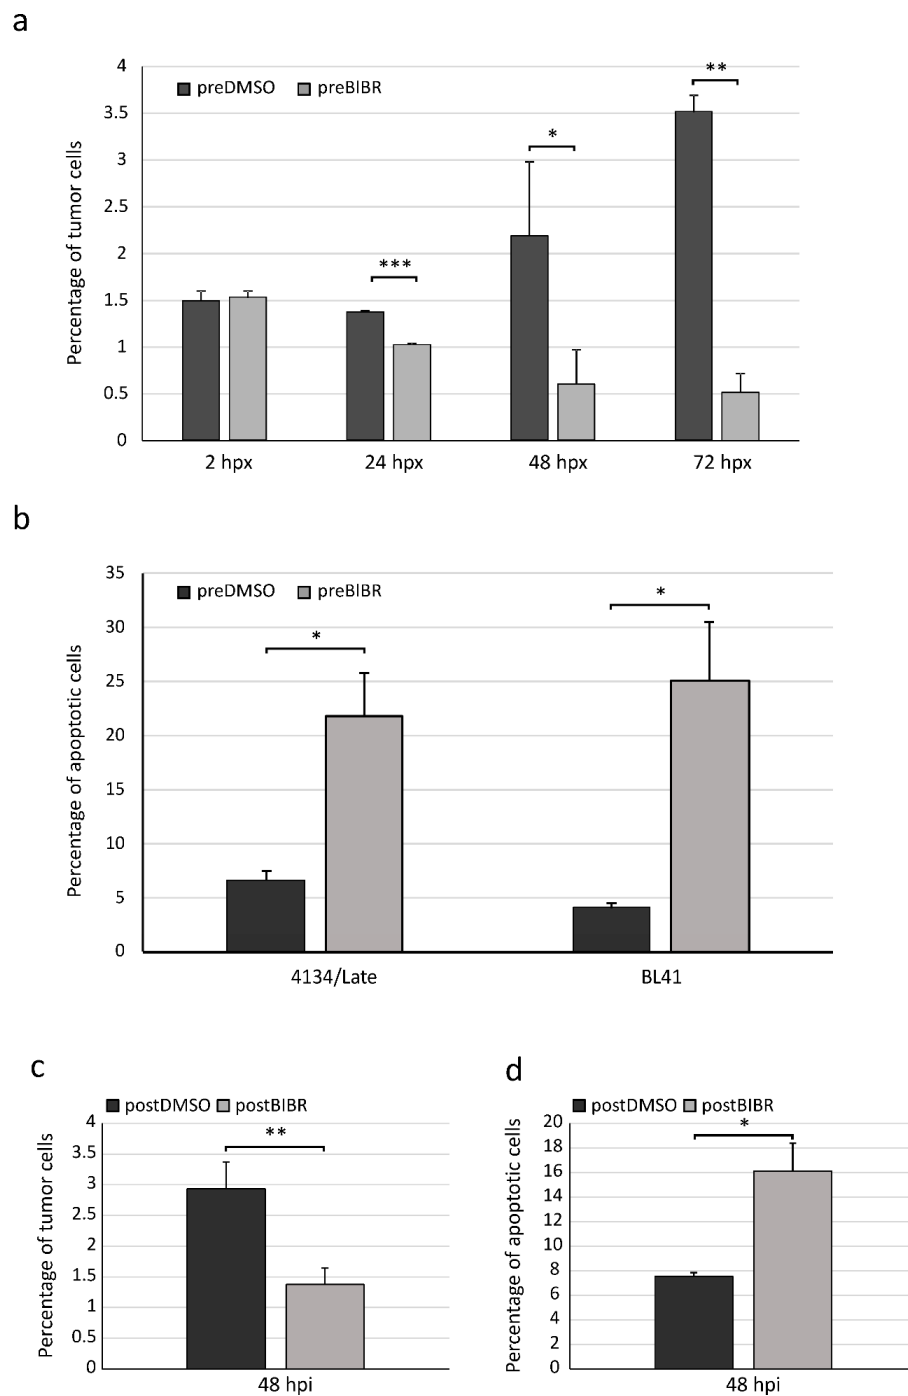 a
4
3.5
3
2.5
2
1.5
1
0.5
0
Percentage of tumor cells
preDMSO preBIBR
***
*
**
2 hpx 24 hpx 48 hpx 72 hpx
b
35
30
25
20
15
10
5
0
Percentage of apoptotic cells
preDMSO preBIBR
*
*
4134/Late BL41
c
postDMSO postBIBR
4
3.5
3
2.5
2
1.5
1
0.5
0
Percentage of tumor cells
**
48 hpi
d
postDMSO postBIBR
20
18
16
14
12
10
8
6
4
2
0
Percentage of apoptotic cells
*
48 hpi